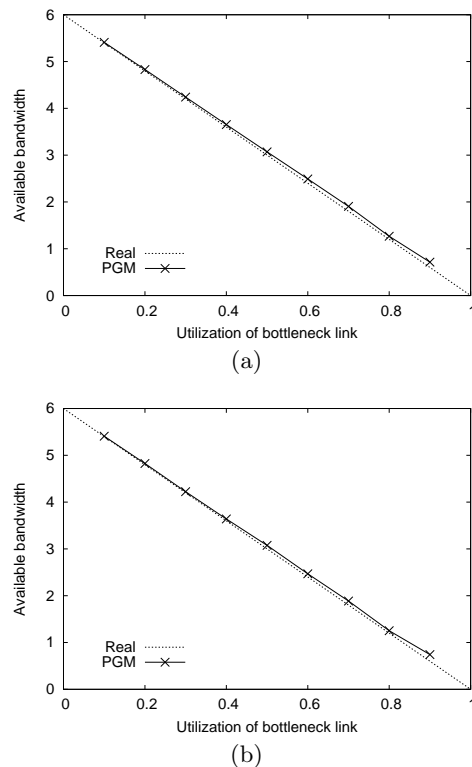 6
5
4
3
2
1
0
Available bandwidth
Real
PGM
0 0.2 0.4 0.6 0.8 1
Utilization of bottleneck link
(a)
6
5
4
3
2
1
0
Available bandwidth
Real
PGM
0 0.2 0.4 0.6 0.8 1
Utilization of bottleneck link
(b)